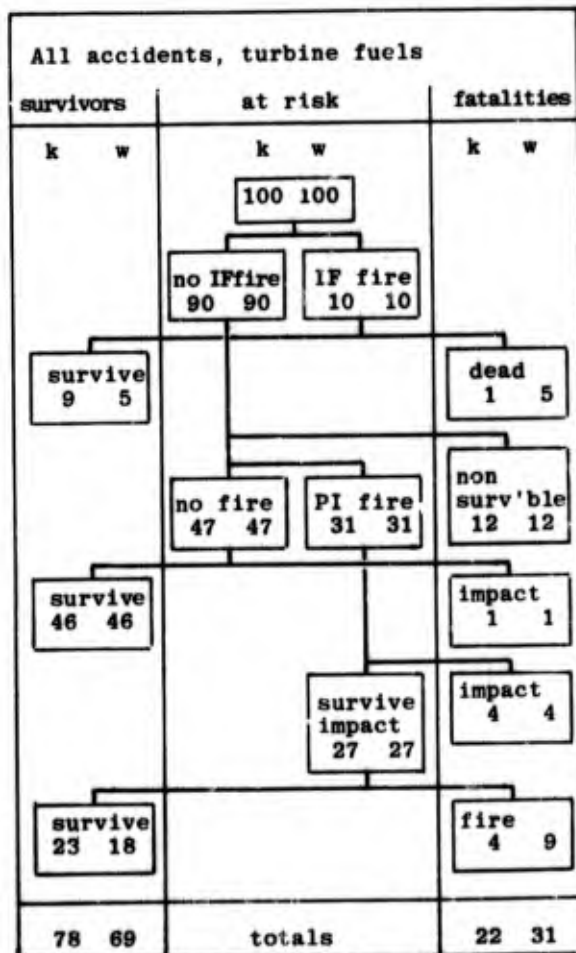 All accidents, turbine fuels
survivors at risk fatalities
k w k w k w
100 100
no IFfire IF fire
90 90 10 10
survive dead
9 5 1 5
non
no fire PI fire surv'ble
47 47 31 31 12 12
survive impact
46 46 1 1
survive impact
impact 4 4
27 27
survive fire
23 18 4 9
78 69 totals 22 31